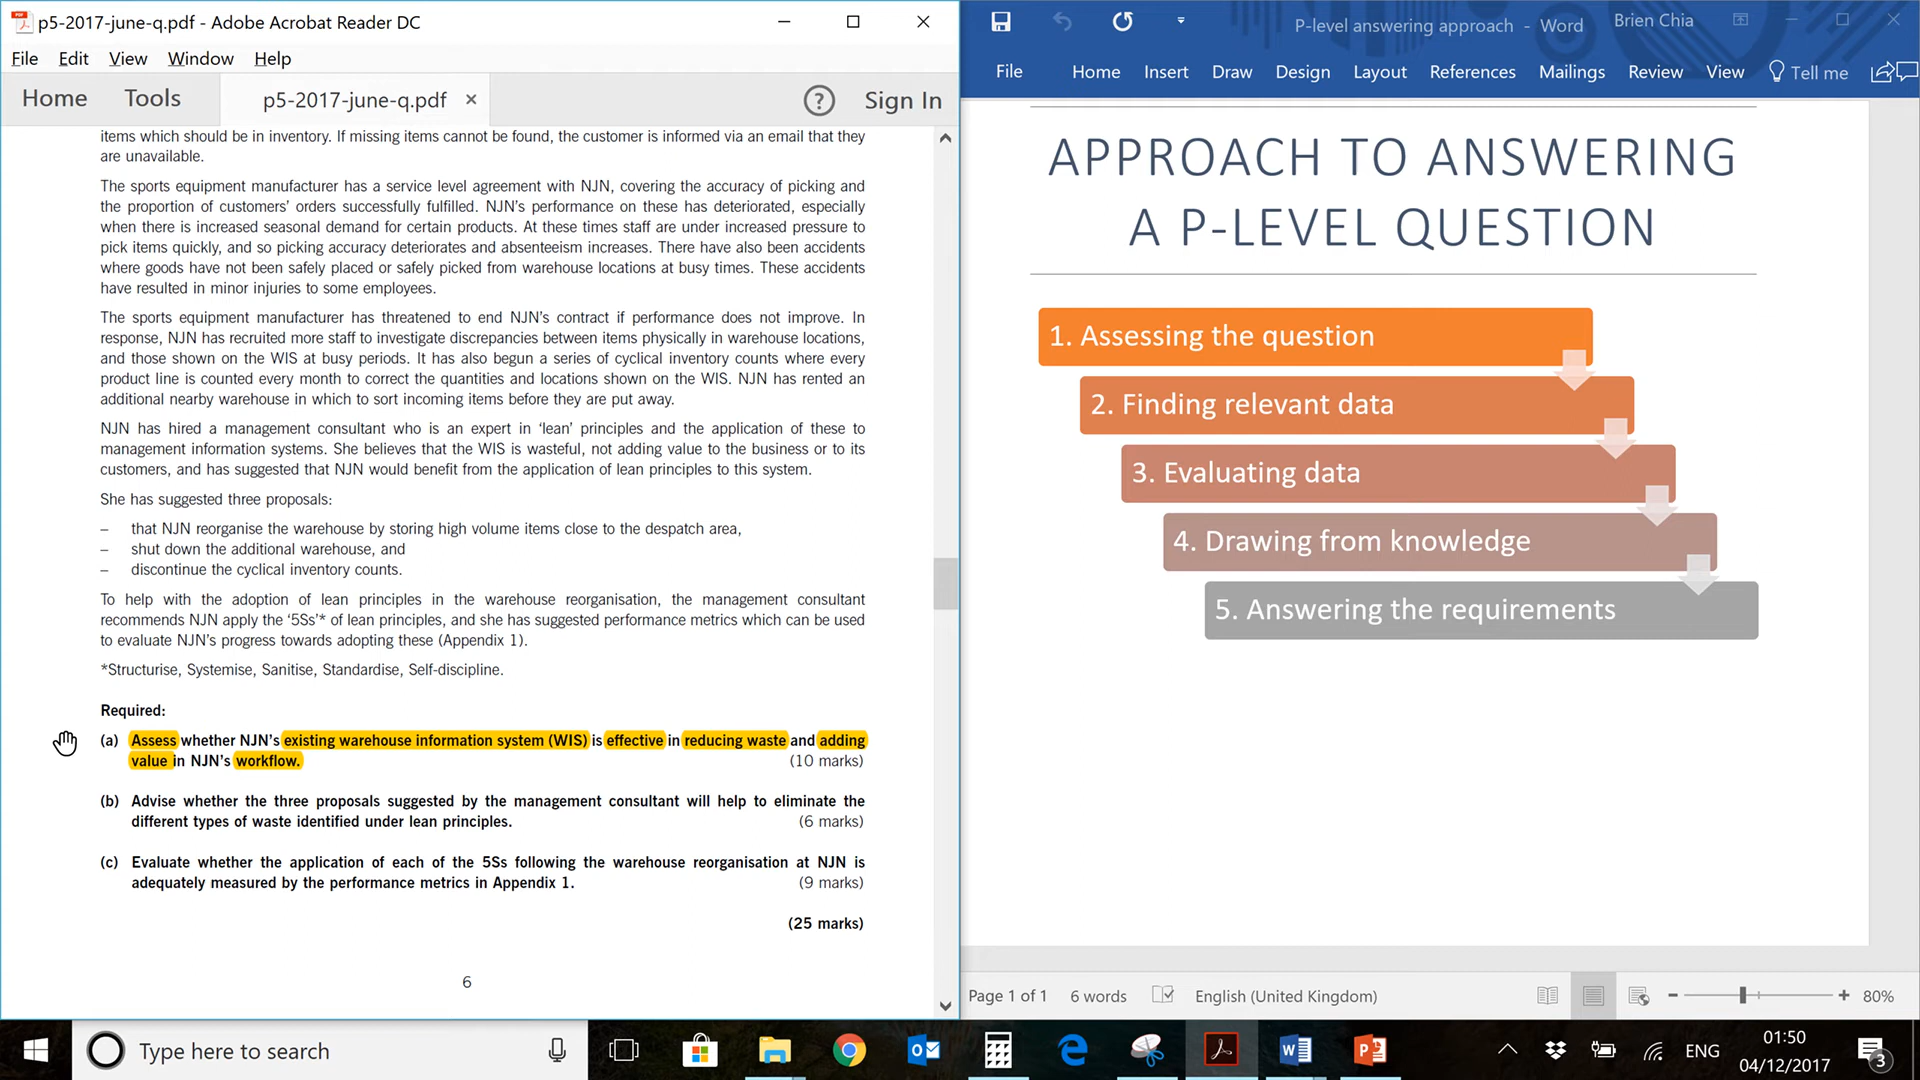 p5-2017-june-q.pdf - Adobe Acrobat Reader DC
File Edit View Window Help
Home Tools p5-2017-june-q.pdf × ? Sign In
items which should be in inventory. If missing items cannot be found, the customer is informed via an email that they
are unavailable.
The sports equipment manufacturer has a service level agreement with NJN, covering the accuracy of picking and
the proportion of customers' orders successfully fulfilled. NJN's performance on these has deteriorated, especially
when there is increased seasonal demand for certain products. At these times staff are under increased pressure to
pick items quickly, and so picking accuracy deteriorates and absenteeism increases. There have also been accidents
where goods have not been safely placed or safely picked from warehouse locations at busy times. These accidents
have resulted in minor injuries to some employees.
The sports equipment manufacturer has threatened to end NJN's contract if performance does not improve. In
response, NJN has recruited more staff to investigate discrepancies between items physically in warehouse locations,
and those shown on the WIS at busy periods. It has also begun a series of cyclical inventory counts where every
product line is counted every month to correct the quantities and locations shown on the WIS. NJN has rented an
additional nearby warehouse in which to sort incoming items before they are put away.
NJN has hired a management consultant who is an expert in 'lean' principles and the application of these to
management information systems. She believes that the WIS is wasteful, not adding value to the business or to its
customers, and has suggested that NJN would benefit from the application of lean principles to this system.
She has suggested three proposals:
– that NJN reorganise the warehouse by storing high volume items close to the despatch area,
– shut down the additional warehouse, and
– discontinue the cyclical inventory counts.
To help with the adoption of lean principles in the warehouse reorganisation, the management consultant
recommends NJN apply the '5Ss'* of lean principles, and she has suggested performance metrics which can be used
to evaluate NJN's progress towards adopting these (Appendix 1).
*Structurise, Systemise, Sanitise, Standardise, Self-discipline.
Required:
(a) Assess whether NJN's existing warehouse information system (WIS) is effective in reducing waste and adding
value in NJN's workflow. (10 marks)
(b) Advise whether the three proposals suggested by the management consultant will help to eliminate the
different types of waste identified under lean principles. (6 marks)
(c) Evaluate whether the application of each of the 5Ss following the warehouse reorganisation at NJN is
adequately measured by the performance metrics in Appendix 1. (9 marks)
(25 marks)
6
P-level answering approach - Word Brien Chia
File Home Insert Draw Design Layout References Mailings Review View Tell me
APPROACH TO ANSWERING
A P-LEVEL QUESTION
1. Assessing the question
2. Finding relevant data
3. Evaluating data
4. Drawing from knowledge
5. Answering the requirements
Page 1 of 1 6 words English (United Kingdom) 80%
Type here to search
ENG
01:50
04/12/2017
3